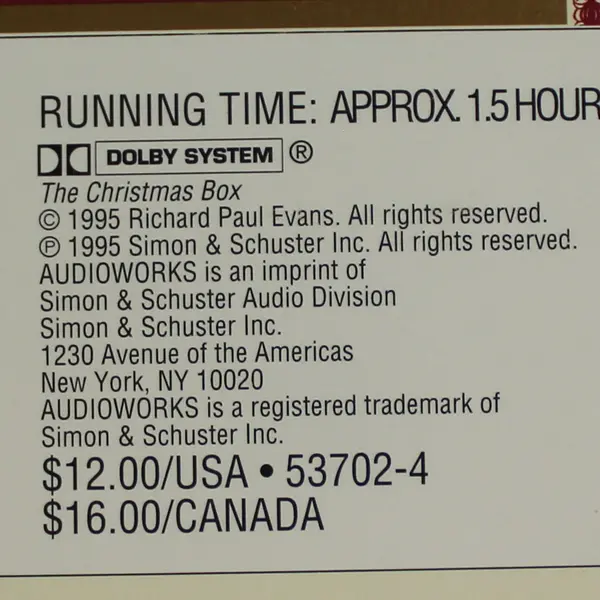 RUNNING TIME: APPROX. 1.5 HOUR
DOLBY SYSTEM ®
The Christmas Box
© 1995 Richard Paul Evans. All rights reserved.
℗ 1995 Simon & Schuster Inc. All rights reserved.
AUDIOWORKS is an imprint of
Simon & Schuster Audio Division
Simon & Schuster Inc.
1230 Avenue of the Americas
New York, NY 10020
AUDIOWORKS is a registered trademark of
Simon & Schuster Inc.
$12.00/USA • 53702-4
$16.00/CANADA